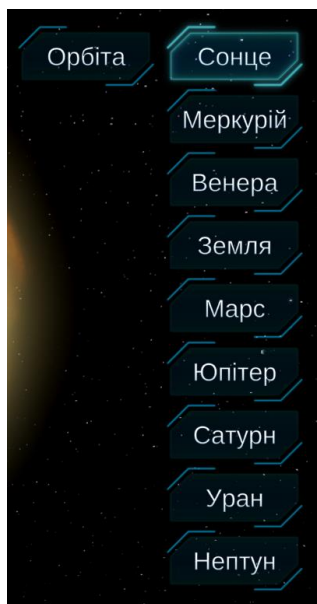 Орбіта
Сонце
Меркурій
Венера
Земля
Марс
Юпітер
Сатурн
Уран
Нептун